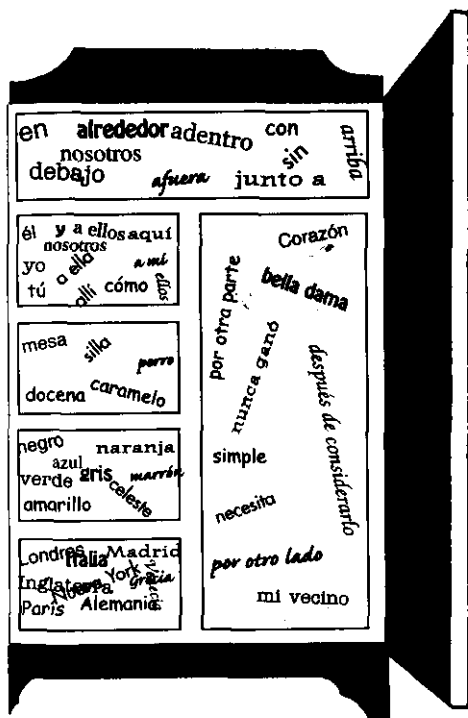 en alrededor adentro con arriba
nosotros sin
debajo afuera junto a
él y a ellos aquí
nosotros
yo a ella a mí
tú allí cómo ellos
mesa silla
perro
docena caramelo
negro naranja
azul
verde gris marrón
amarillo celeste
Londres Italia Madrid
Inglaterra Nueva York grecia Venecia
París Alemania
Corazón
bella dama
por otra parte
nunca ganó
después de considerarlo
simple
necesita
por otro lado
mi vecino